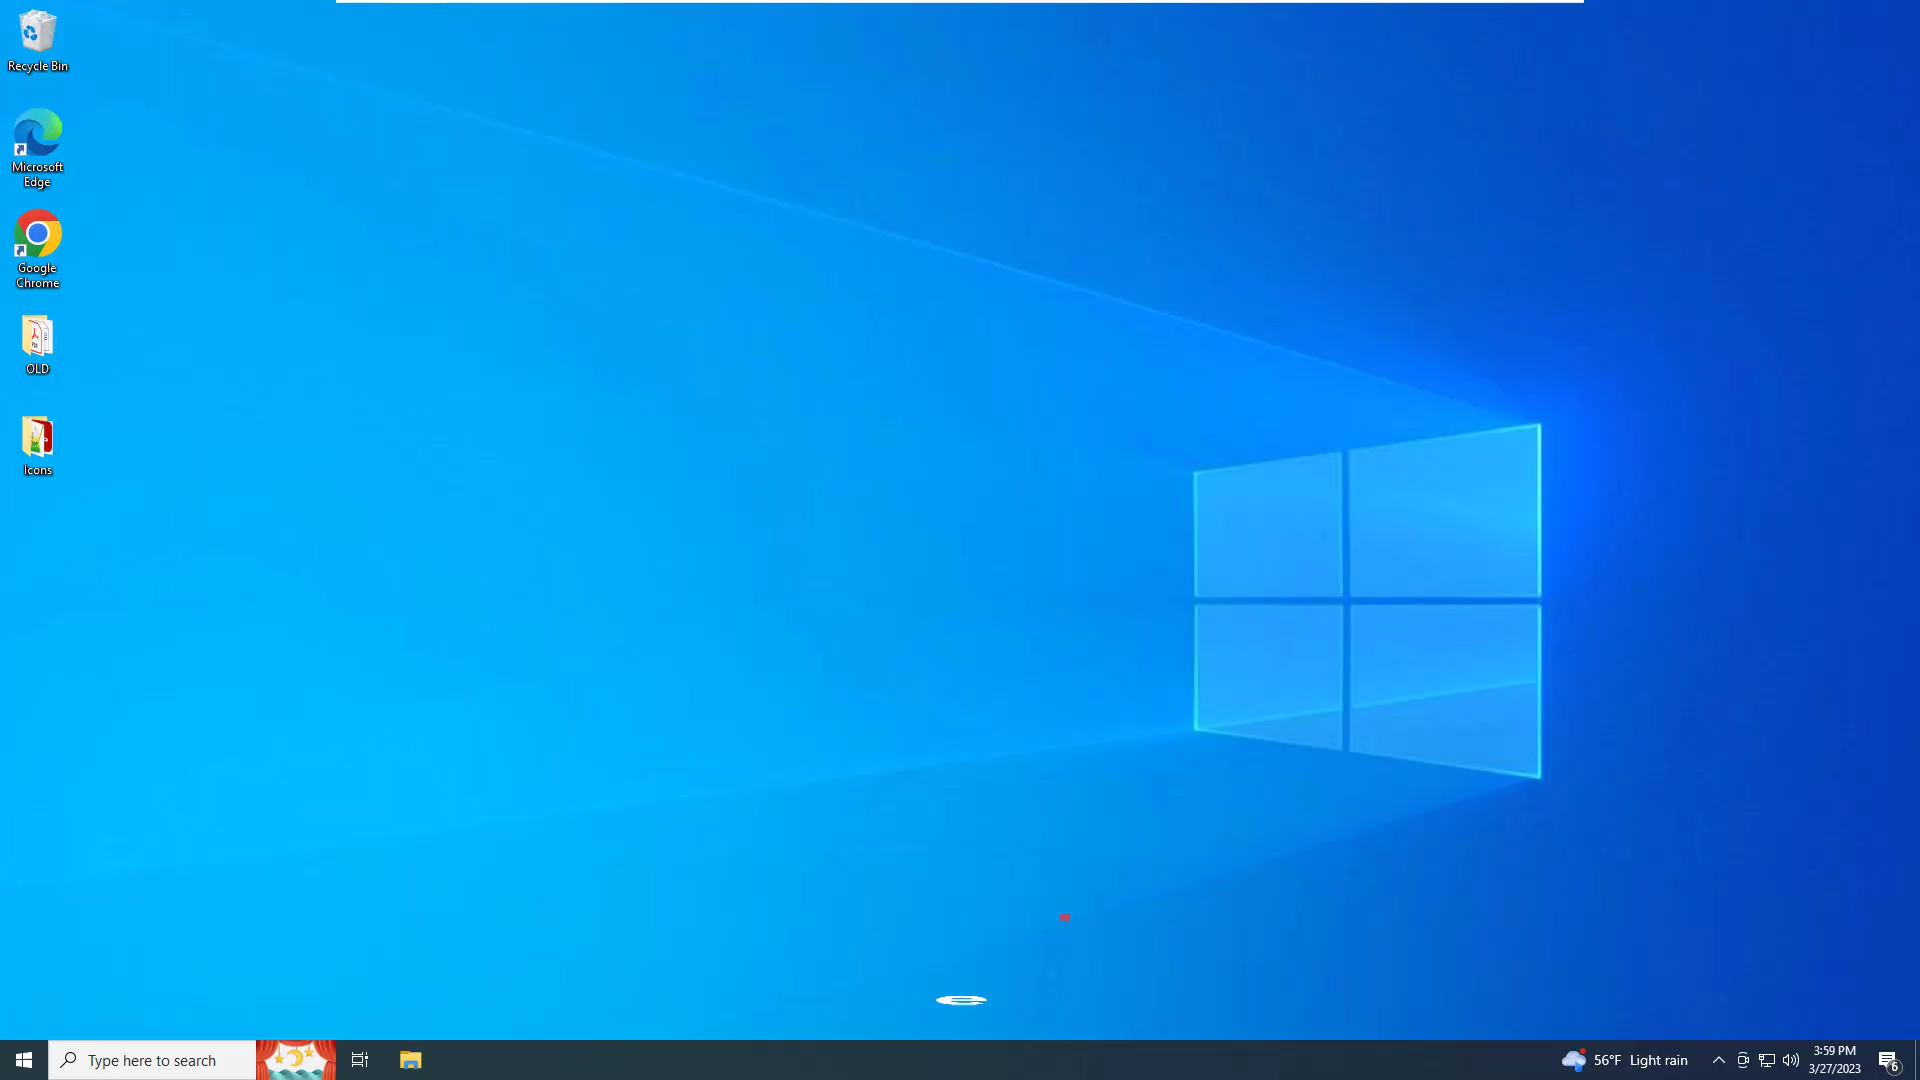 Recycle Bin
Microsoft
Edge
Google
Chrome
OLD
Icons
Type here to search
56°F Light rain
3:59 PM
3/27/2023
6